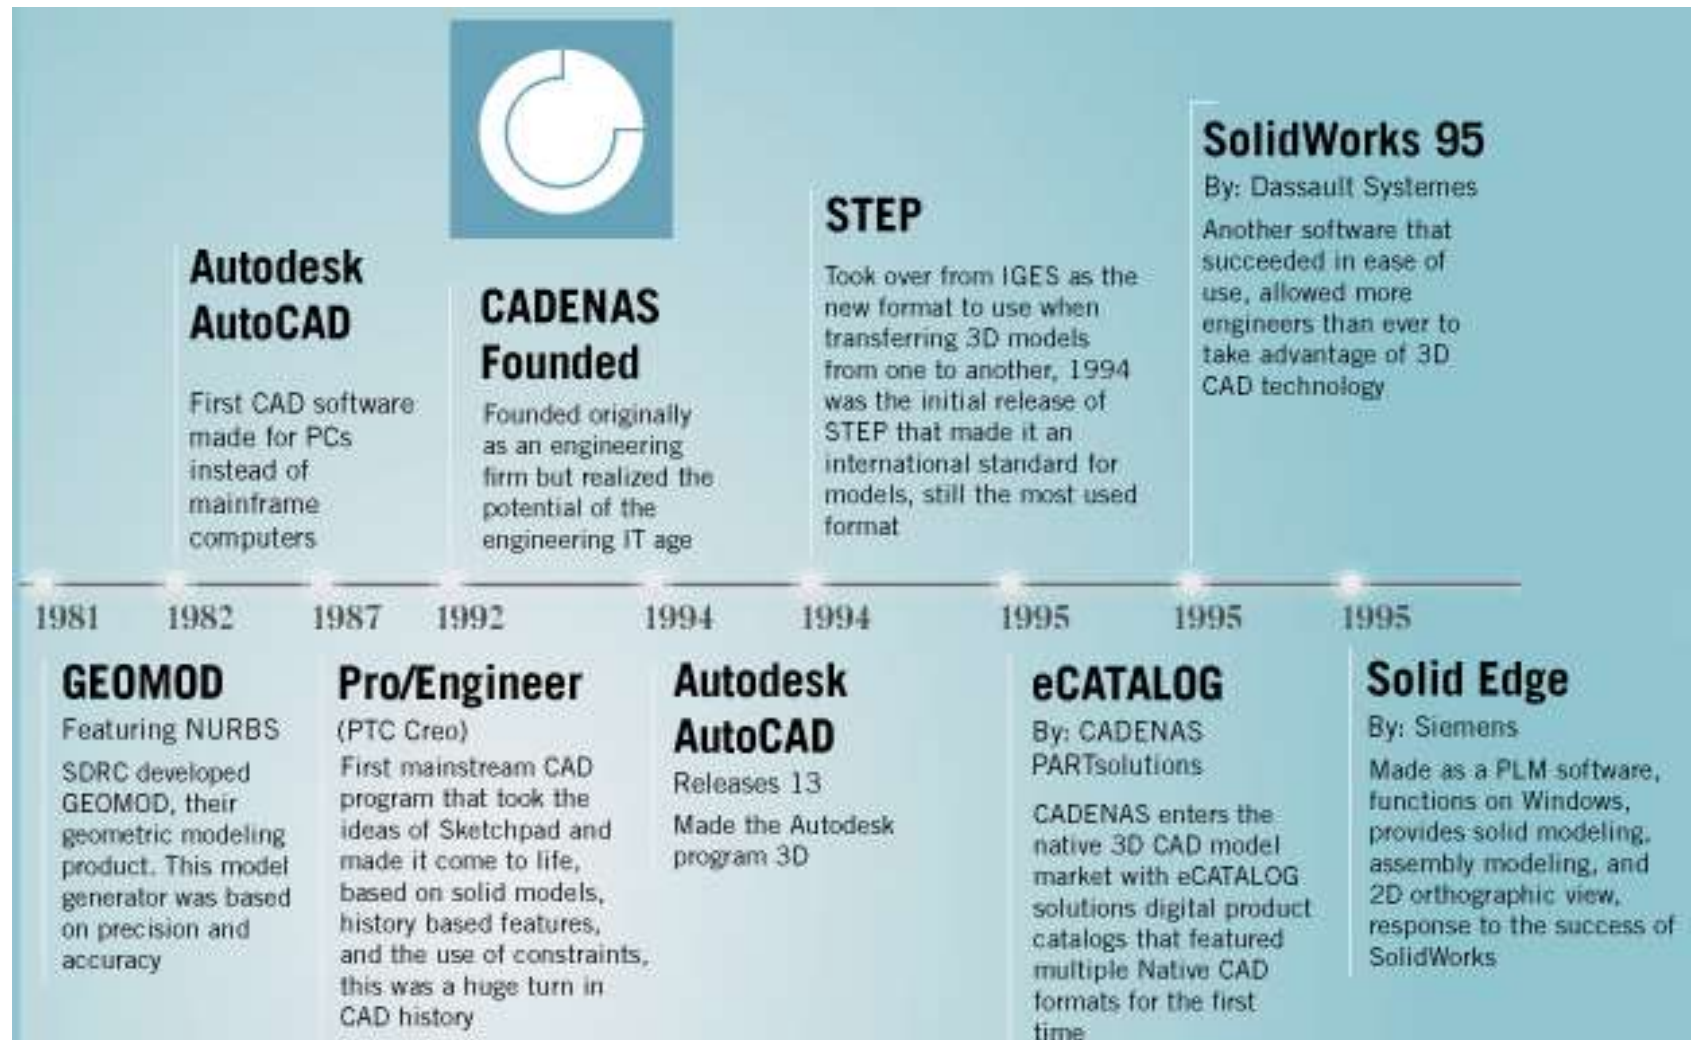 Autodesk
AutoCAD
First CAD software
made for PCs
instead of
mainframe
computers
CADENAS
Founded
Founded originally
as an engineering
firm but realized the
potential of the
engineering IT age
STEP
Took over from IGES as the
new format to use when
transferring 3D models
from one to another, 1994
was the initial release of
STEP that made it an
international standard for
models, still the most used
format
SolidWorks 95
By: Dassault Systemes
Another software that
succeeded in ease of
use, allowed more
engineers than ever to
take advantage of 3D
CAD technology
1981 1982 1987 1992 1994 1994 1995 1995 1995
GEOMOD
Featuring NURBS
SDRC developed
GEOMOD, their
geometric modeling
product. This model
generator was based
on precision and
accuracy
Pro/Engineer
(PTC Creo)
First mainstream CAD
program that took the
ideas of Sketchpad and
made it come to life,
based on solid models,
history based features,
and the use of constraints,
this was a huge turn in
CAD history
Autodesk
AutoCAD
Releases 13
Made the Autodesk
program 3D
eCATALOG
By: CADENAS
PARTsolutions
CADENAS enters the
native 3D CAD model
market with eCATALOG
solutions digital product
catalogs that featured
multiple Native CAD
formats for the first
time
Solid Edge
By: Siemens
Made as a PLM software,
functions on Windows,
provides solid modeling,
assembly modeling, and
2D orthographic view,
response to the success of
SolidWorks